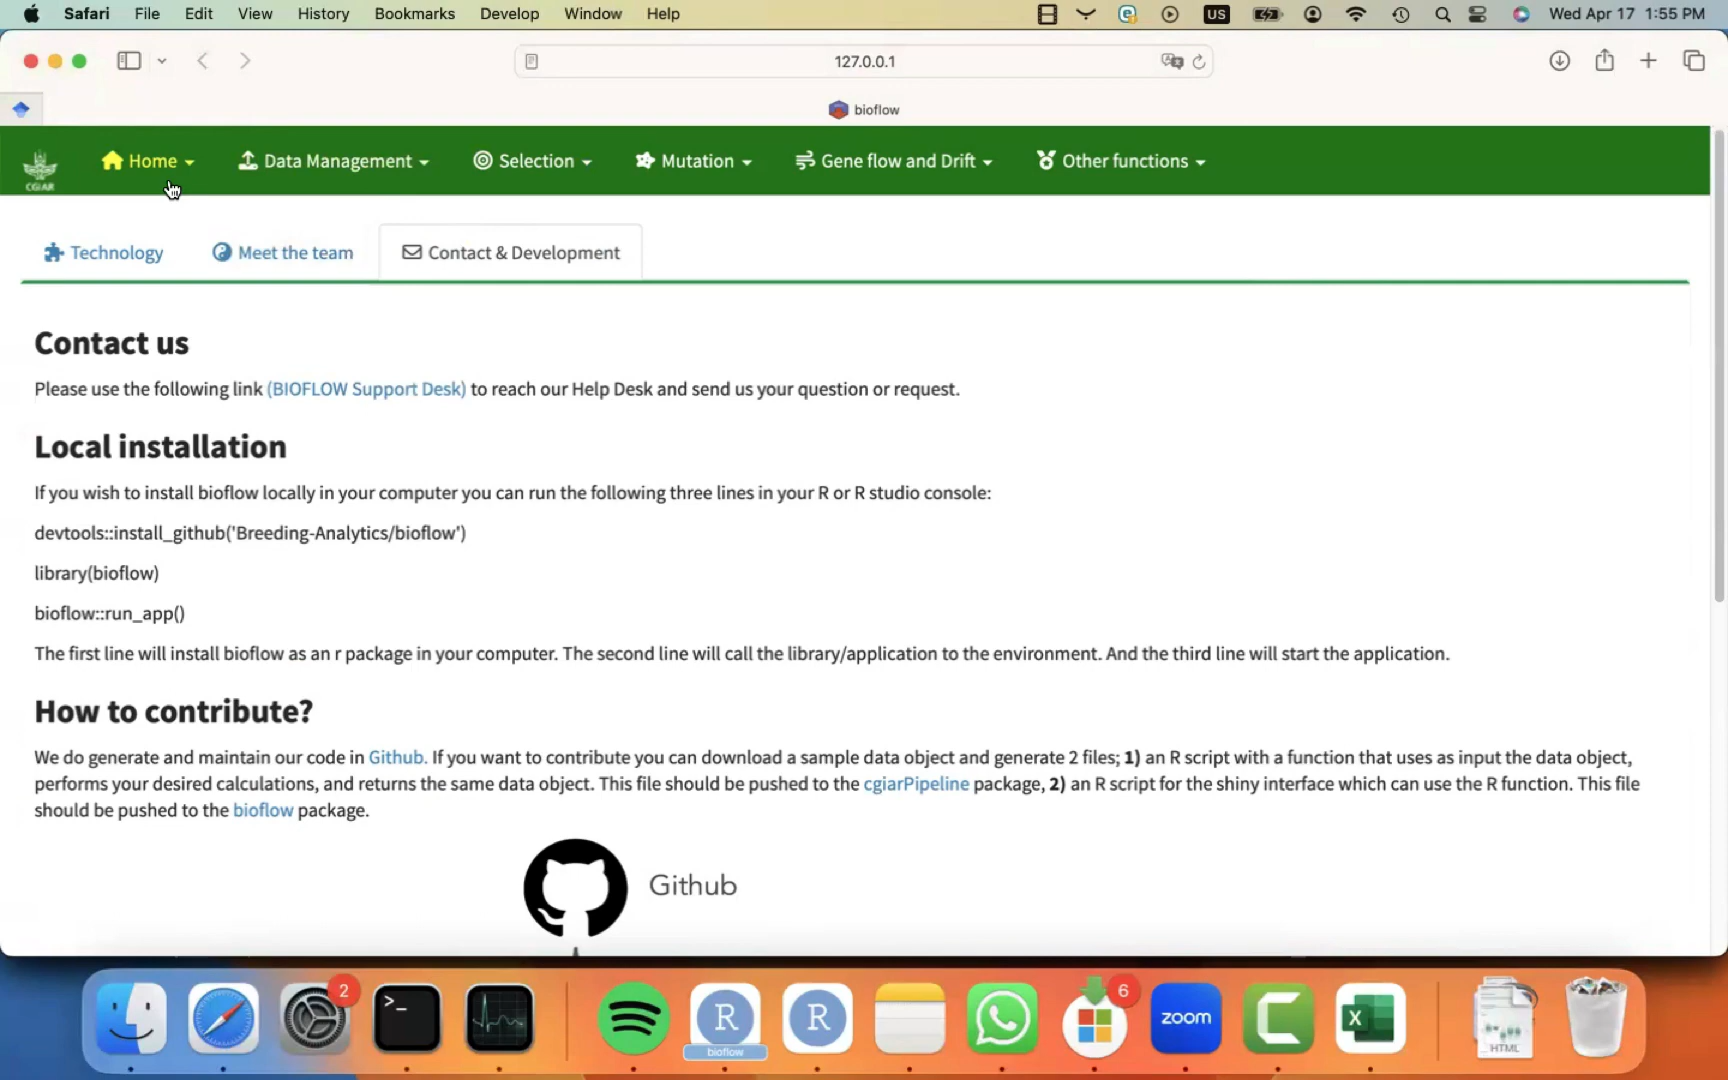 Safari File Edit View History Bookmarks Develop Window Help US Wed Apr 17 1:55 PM
127.0.0.1
bioflow
CGIAR Home Data Management Selection Mutation Gene flow and Drift Other functions
Technology Meet the team Contact & Development
Contact us
Please use the following link (BIOFLOW Support Desk) to reach our Help Desk and send us your question or request.
Local installation
If you wish to install bioflow locally in your computer you can run the following three lines in your R or R studio console:
devtools::install_github('Breeding-Analytics/bioflow')
library(bioflow)
bioflow::run_app()
The first line will install bioflow as an r package in your computer. The second line will call the library/application to the environment. And the third line will start the application.
How to contribute?
We do generate and maintain our code in Github. If you want to contribute you can download a sample data object and generate 2 files; 1) an R script with a function that uses as input the data object,
performs your desired calculations, and returns the same data object. This file should be pushed to the cgiarPipeline package, 2) an R script for the shiny interface which can use the R function. This file
should be pushed to the bioflow package.
Github
2 6
>_ R R zoom C X HTML
bioflow